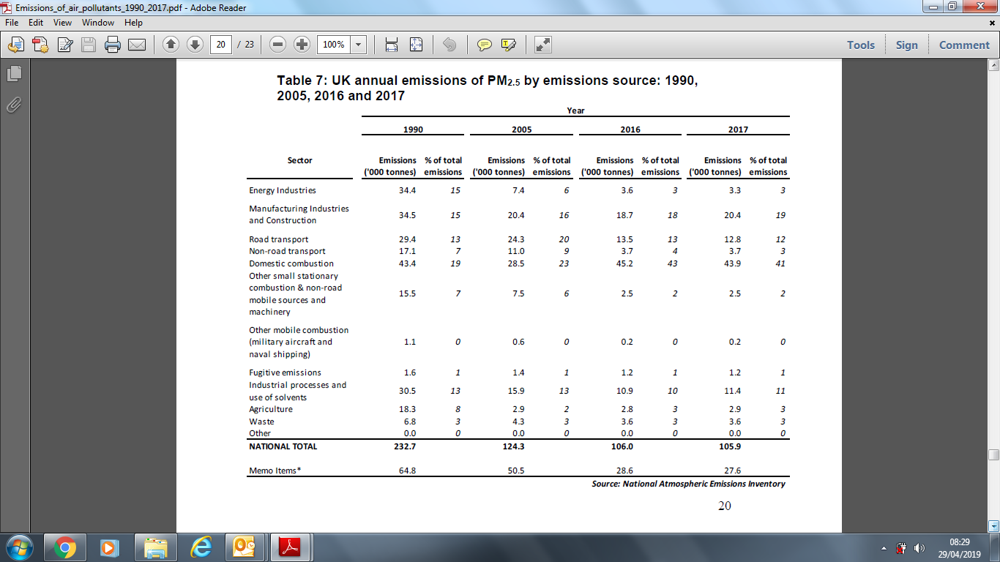 Emissions_of_air_pollutants_1990_2017.pdf - Adobe Reader
File Edit View Window Help
20 / 23 100% Tools Sign Comment
Table 7: UK annual emissions of PM2.5 by emissions source: 1990,
2005, 2016 and 2017
Year
1990 2005 2016 2017
Sector Emissions % of total Emissions % of total Emissions % of total Emissions % of total
('000 tonnes) emissions ('000 tonnes) emissions ('000 tonnes) emissions ('000 tonnes) emissions
Energy Industries 34.4 15 7.4 6 3.6 3 3.3 3
Manufacturing Industries
and Construction 34.5 15 20.4 16 18.7 18 20.4 19
Road transport 29.4 13 24.3 20 13.5 13 12.8 12
Non-road transport 17.1 7 11.0 9 3.7 4 3.7 3
Domestic combustion 43.4 19 28.5 23 45.2 43 43.9 41
Other small stationary
combustion & non-road
mobile sources and
machinery 15.5 7 7.5 6 2.5 2 2.5 2
Other mobile combustion
(military aircraft and 1.1 0 0.6 0 0.2 0 0.2 0
naval shipping)
Fugitive emissions 1.6 1 1.4 1 1.2 1 1.2 1
Industrial processes and
use of solvents 30.5 13 15.9 13 10.9 10 11.4 11
Agriculture 18.3 8 2.9 2 2.8 3 2.9 3
Waste 6.8 3 4.3 3 3.6 3 3.6 3
Other 0.0 0 0.0 0 0.0 0 0.0 0
NATIONAL TOTAL 232.7 124.3 106.0 105.9
Memo Items* 64.8 50.5 28.6 27.6
Source: National Atmospheric Emissions Inventory
20
08:29
29/04/2019